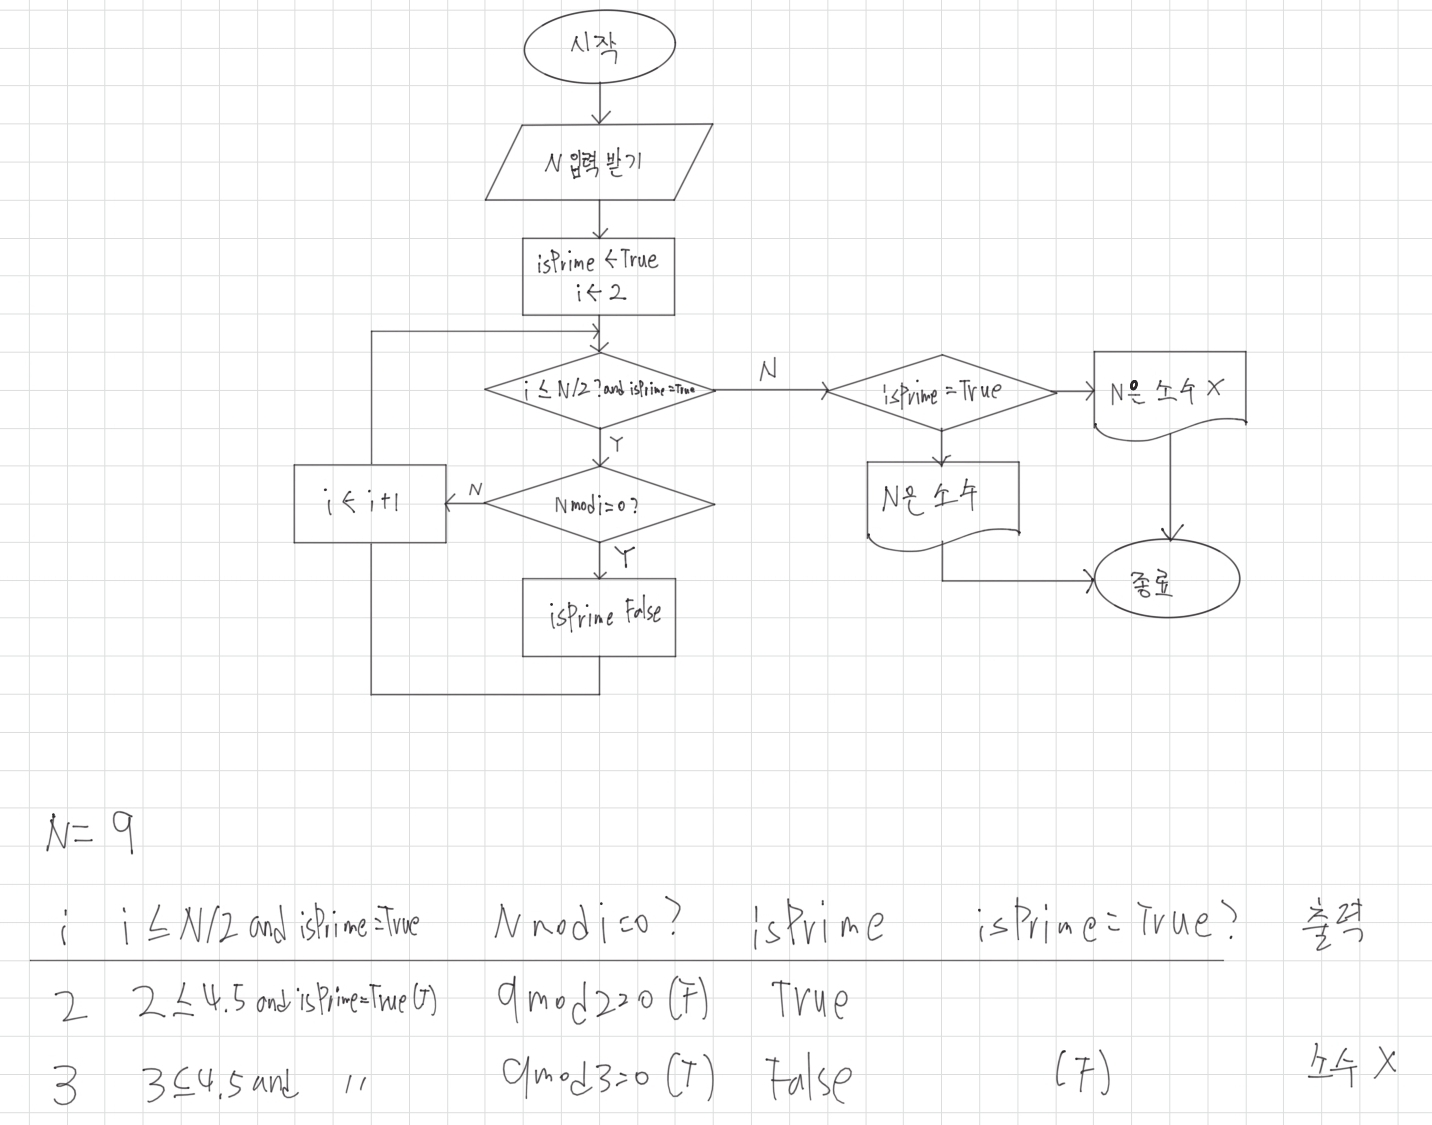 시작
N 입력 받기
isPrime ← True
i ← 2
i ≤ N/2? and isPrime=True
N
isPrime = True
N은 소수 X
Y
i ← i+1
N
N mod i = 0?
N은 소수
Y
isPrime False
종료
N= 9
i i ≤ N/2 and isPrime=True N mod i=0? isPrime isPrime = True? 출력
2 2 ≤ 4.5 and isPrime=True(T) 9 mod 2=0 (F) True
3 3 ≤ 4.5 and 〃 9 mod 3=0 (T) False (F) 소수 X